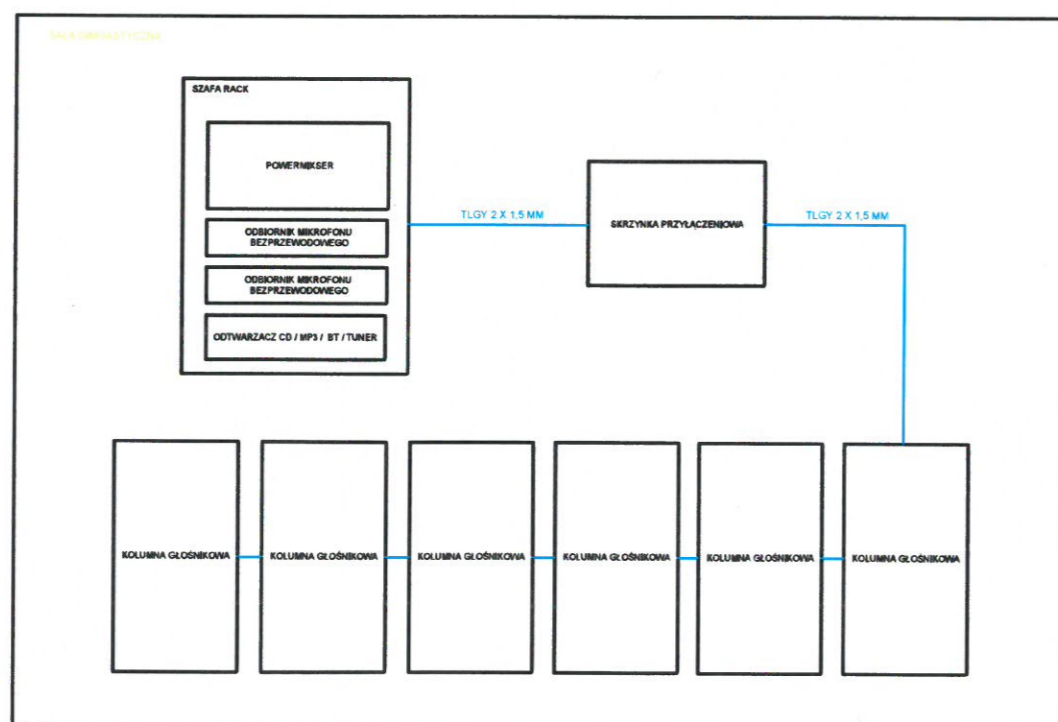 SALA GIMNASTYCZNA
SZAFA RACK
POWERMIKSER
ODBIORNIK MIKROFONU
BEZPRZEWODOWEGO
ODBIORNIK MIKROFONU
BEZPRZEWODOWEGO
ODTWARZACZ CD / MP3 / BT / TUNER
TLGY 2 X 1,5 MM
SKRZYNKA PRZYŁĄCZENIOWA
TLGY 2 X 1,5 MM
KOLUMNA GŁOŚNIKOWA
KOLUMNA GŁOŚNIKOWA
KOLUMNA GŁOŚNIKOWA
KOLUMNA GŁOŚNIKOWA
KOLUMNA GŁOŚNIKOWA
KOLUMNA GŁOŚNIKOWA